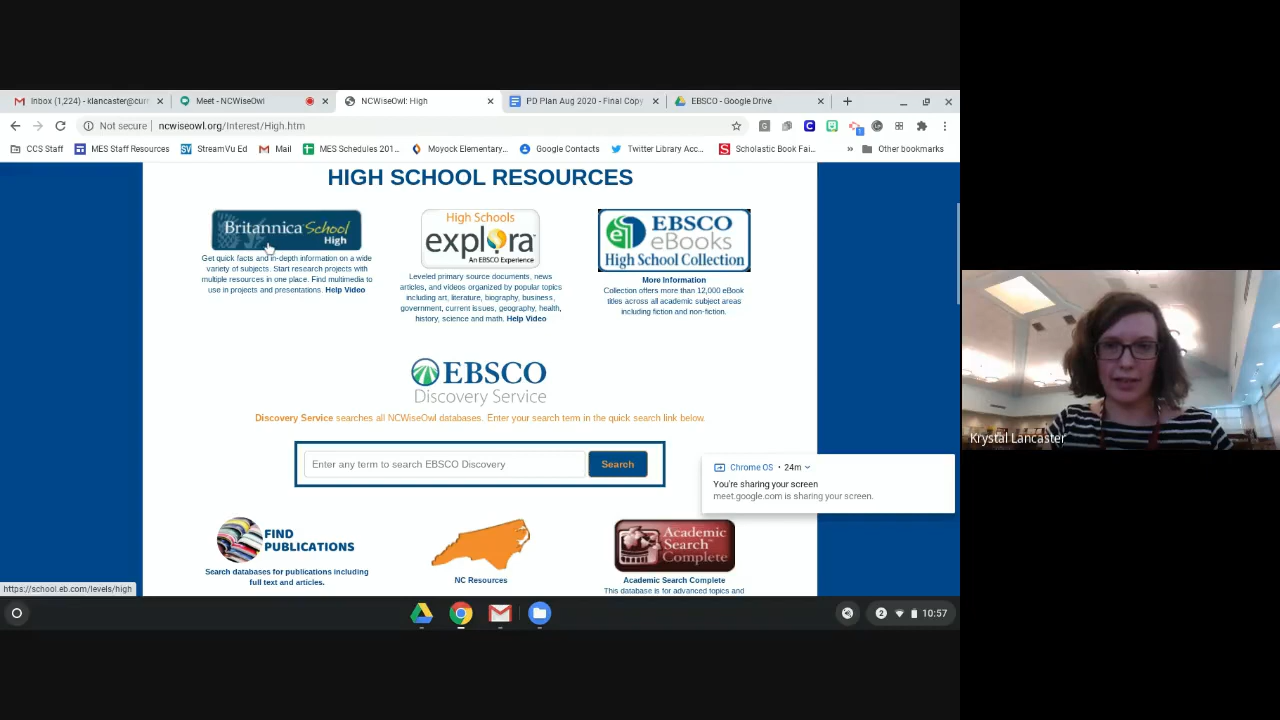 Inbox (1,224) - klancaster@curr
Meet - NCWiseOwl
NCWiseOwl: High
PD Plan Aug 2020 - Final Copy
EBSCO - Google Drive
Not secure
ncwiseowl.org/Interest/High.htm
CCS Staff
MES Staff Resources
StreamVu Ed
Mail
MES Schedules 201...
Moyock Elementary...
Google Contacts
Twitter Library Acc...
Scholastic Book Fai...
Other bookmarks
HIGH SCHOOL RESOURCES
Britannica School
High
Get quick facts and in-depth information on a wide
variety of subjects. Start research projects with
multiple resources in one place. Find multimedia to
use in projects and presentations. Help Video
High Schools
explora
An EBSCO Experience
Leveled primary source documents, news
articles, and videos organized by popular topics
including art, literature, biography, business,
government, current issues, geography, health,
history, science and math. Help Video
EBSCO
eBooks
High School Collection
More Information
Collection offers more than 12,000 eBook
titles across all academic subject areas
including fiction and non-fiction.
EBSCO
Discovery Service
Discovery Service searches all NCWiseOwl databases. Enter your search term in the quick search link below.
Enter any term to search EBSCO Discovery
Search
Chrome OS • 24m
You're sharing your screen
meet.google.com is sharing your screen.
FIND
PUBLICATIONS
Search databases for publications including
full text and articles.
NC Resources
Academic
Search
Complete
Academic Search Complete
This database is for advanced topics and
https://school.eb.com/levels/high
2
10:57
Krystal Lancaster